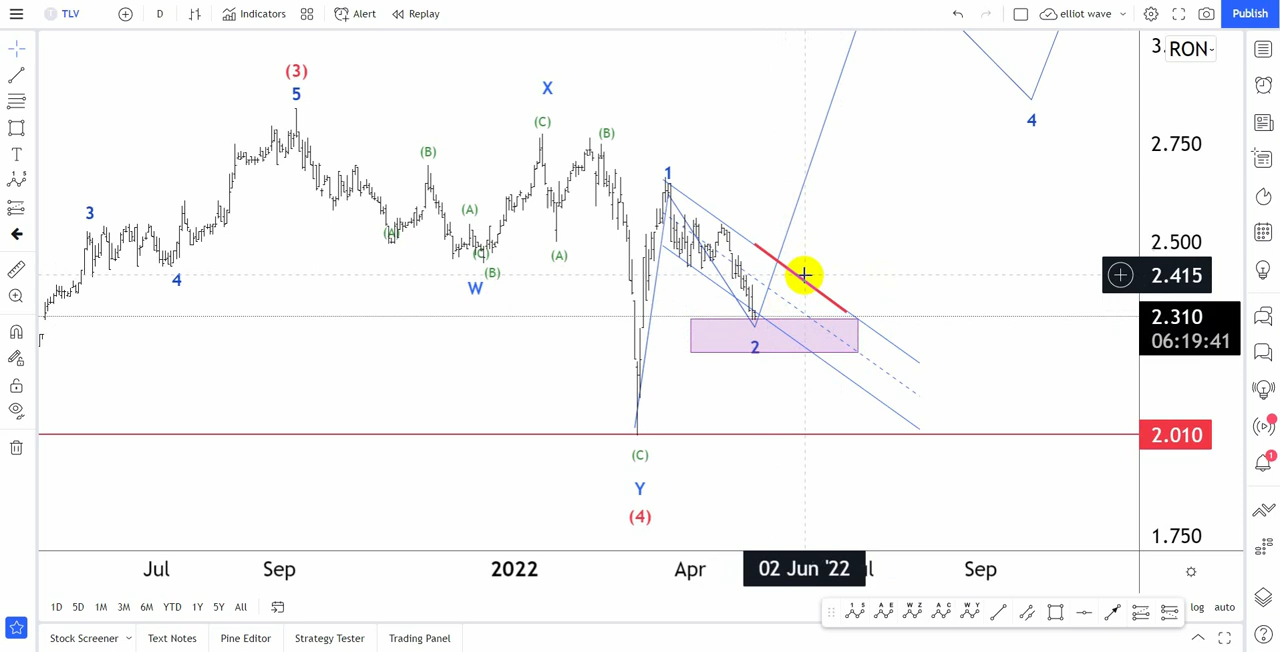 TLV
D
Indicators
Alert
Replay
elliot wave
Publish
3.
RON
(3)
5
X
(C)
(B)
(B)
4
2.750
3
(A)
1
(A)
(C)
2.500
4
(B)
(A)
W
2.415
2.310
06:19:41
2
2.010
(C)
Y
(4)
1.750
Jul
Sep
2022
Apr
02 Jun '22
Sep
1D
5D
1M
3M
6M
YTD
1Y
5Y
All
log
auto
Stock Screener
Text Notes
Pine Editor
Strategy Tester
Trading Panel